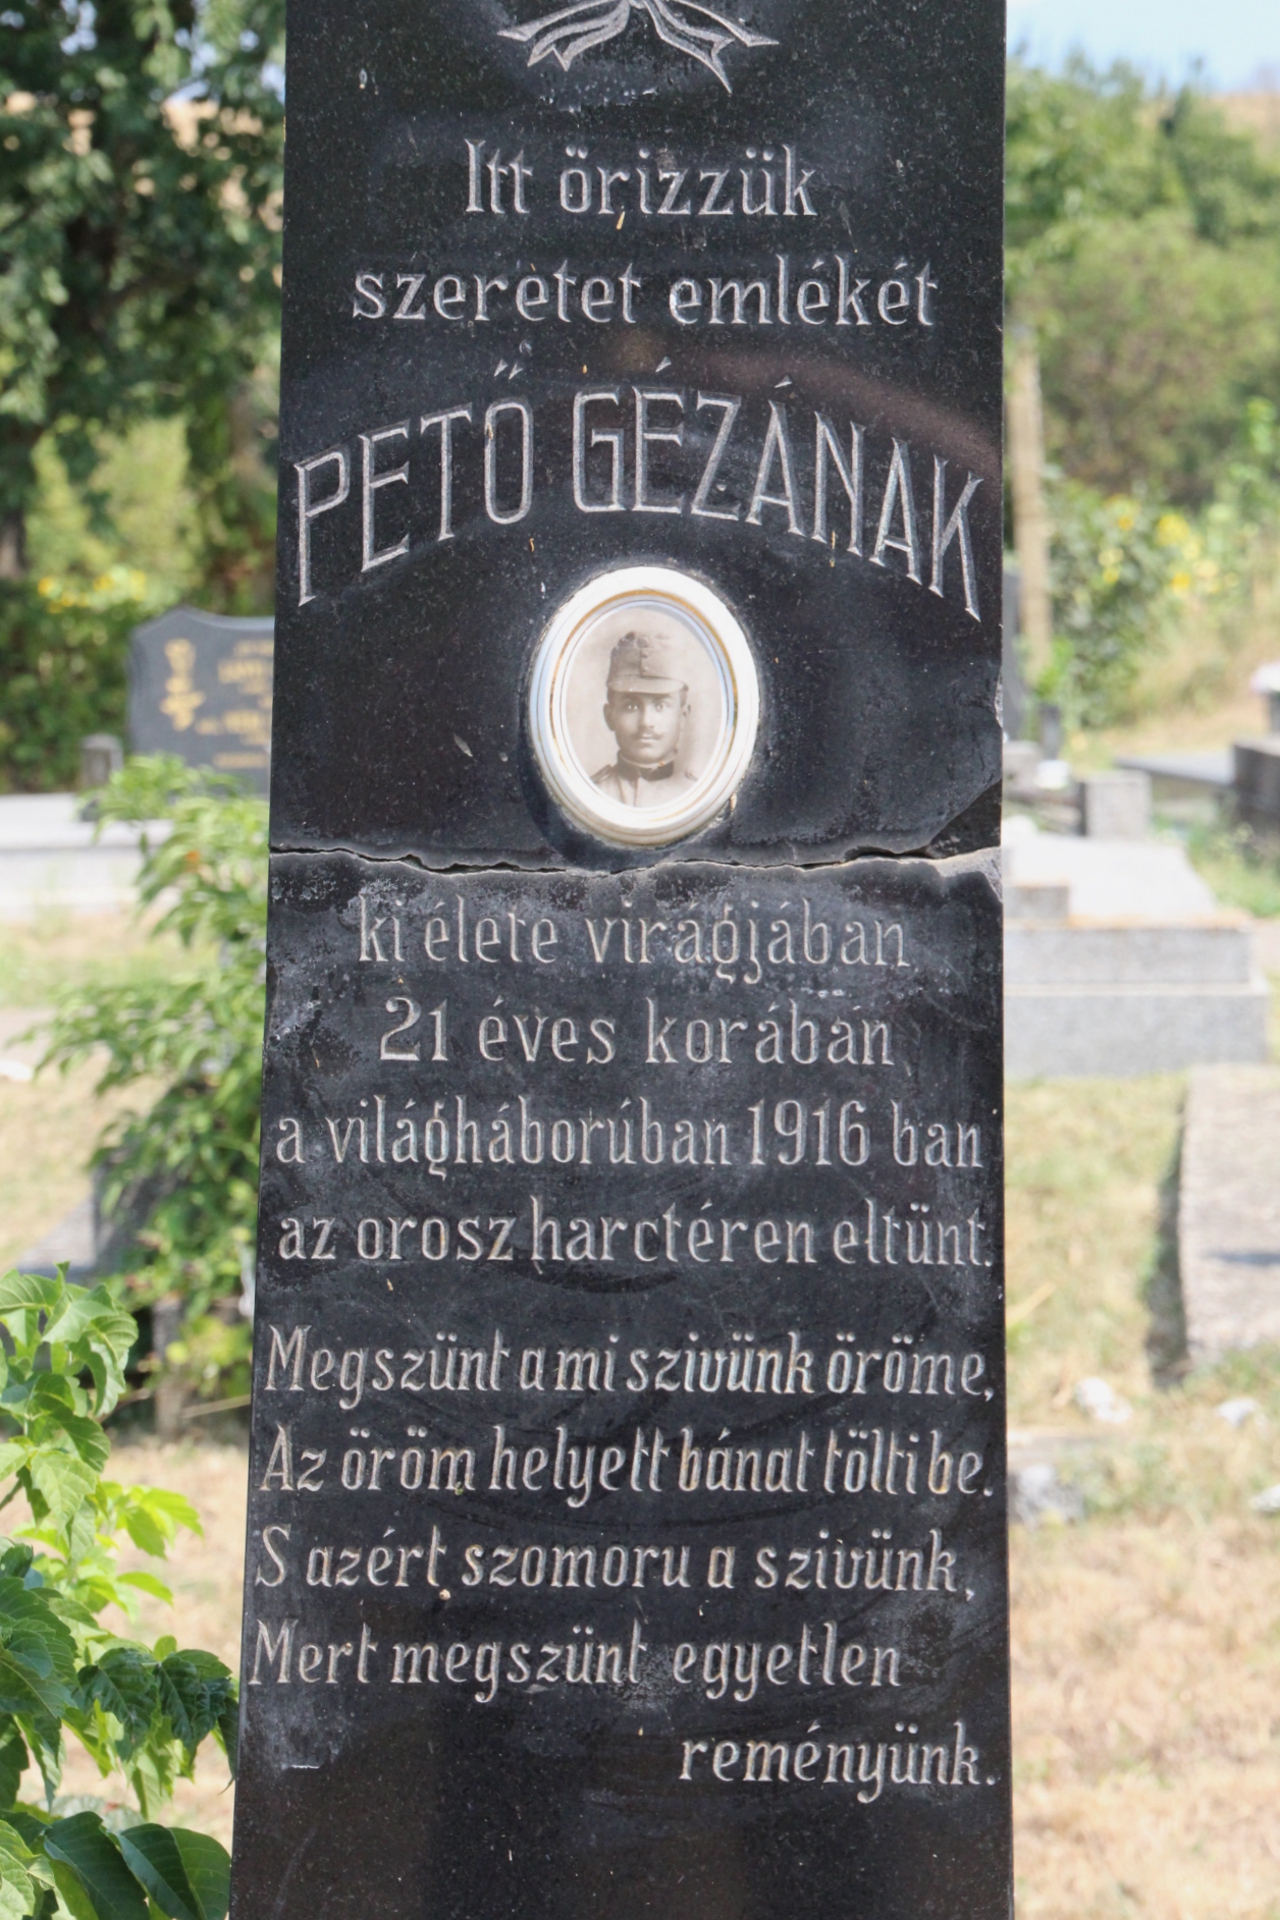 Itt őrizzük
szeretet emlékét
PETŐ GÉZÁNAK
ki élete virágjában
21 éves korában
a világháborúban 1916 ban
az orosz harctéren eltünt.
Megszünt a mi szivünk öröme,
Az öröm helyett bánat tölti be.
S azért szomoru a szivünk,
Mert megszünt egyetlen
reményünk.